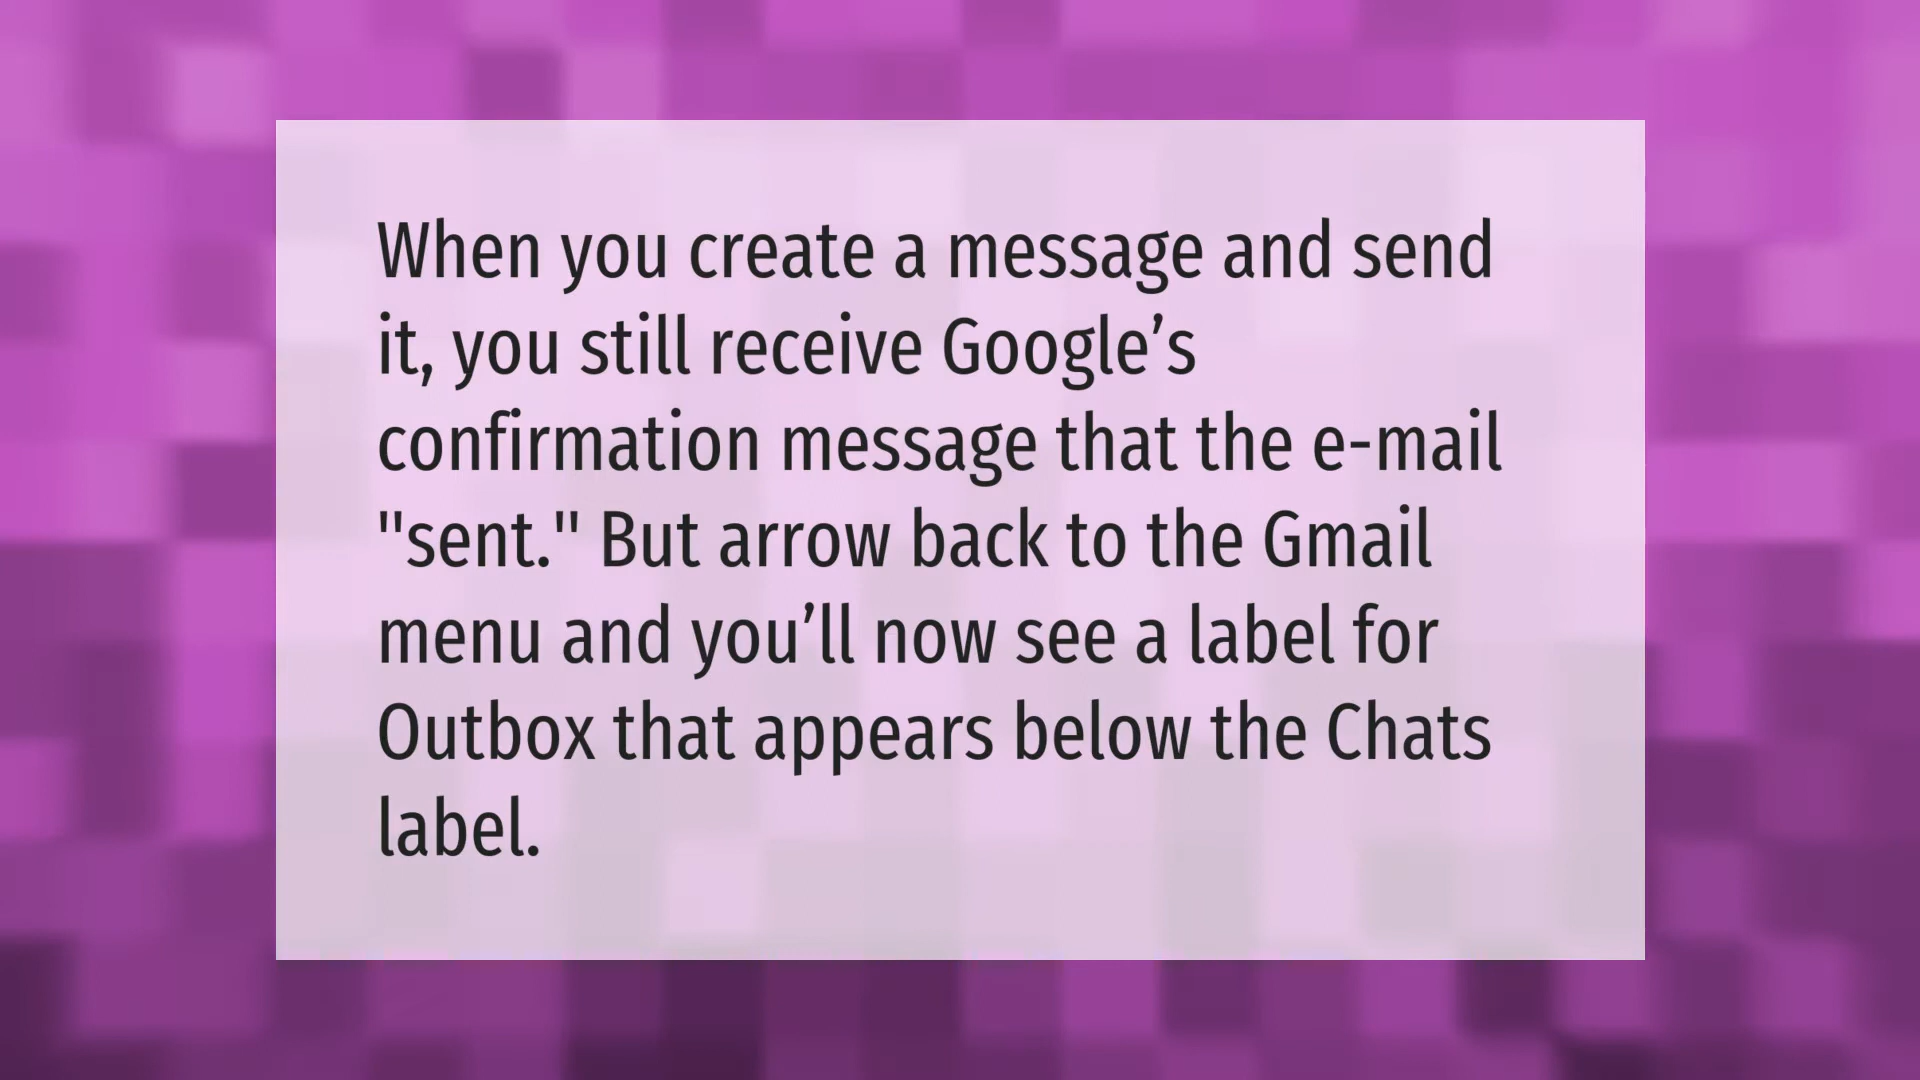 When you create a message and send
it, you still receive Google’s
confirmation message that the e-mail
"sent." But arrow back to the Gmail
menu and you’ll now see a label for
Outbox that appears below the Chats
label.